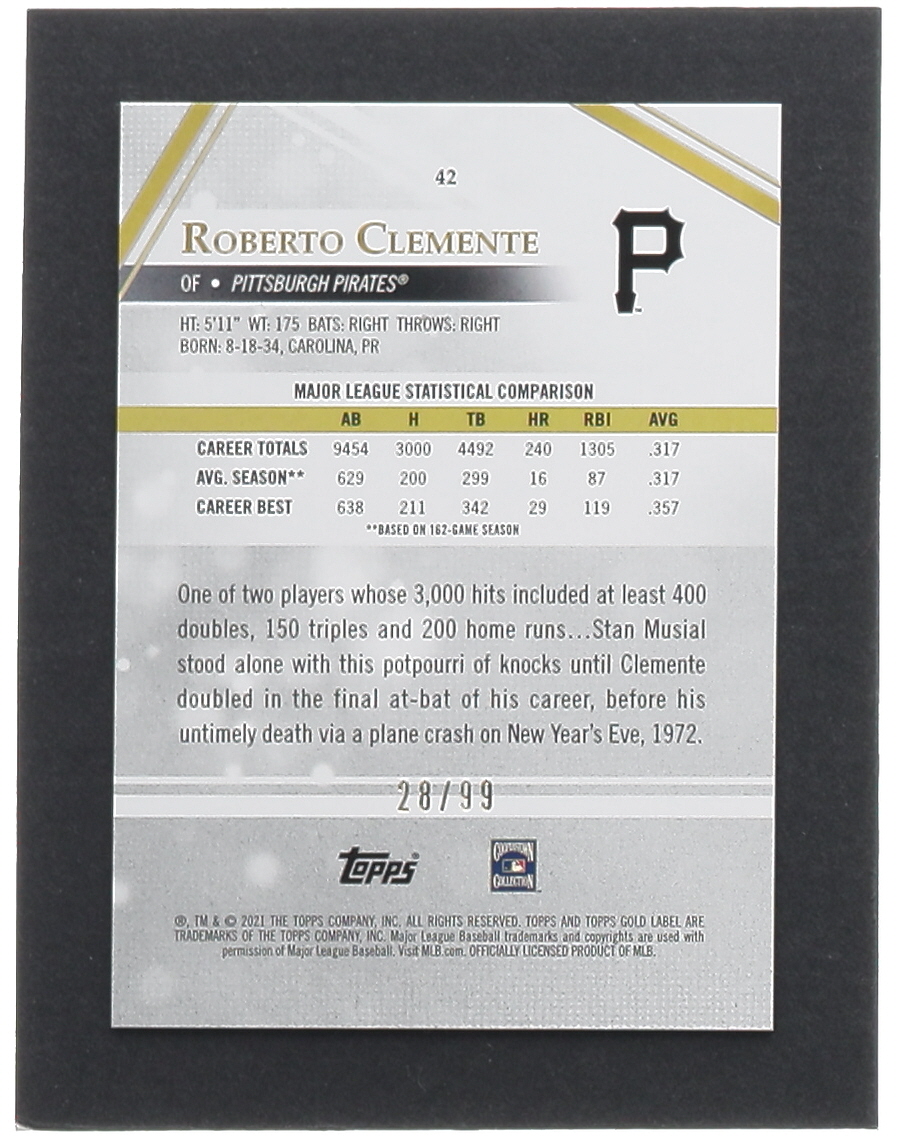 42
ROBERTO CLEMENTE
P
OF • PITTSBURGH PIRATES®
HT: 5'11" WT: 175 BATS: RIGHT THROWS: RIGHT
BORN: 8-18-34, CAROLINA, PR
MAJOR LEAGUE STATISTICAL COMPARISON
AB H TB HR RBI AVG
CAREER TOTALS 9454 3000 4492 240 1305 .317
AVG. SEASON** 629 200 299 16 87 .317
CAREER BEST 638 211 342 29 119 .357
**BASED ON 162-GAME SEASON
One of two players whose 3,000 hits included at least 400
doubles, 150 triples and 200 home runs...Stan Musial
stood alone with this potpourri of knocks until Clemente
doubled in the final at-bat of his career, before his
untimely death via a plane crash on New Year's Eve, 1972.
28/99
topps®
COOPERSTOWN
COLLECTION
®, TM & © 2021 THE TOPPS COMPANY, INC. ALL RIGHTS RESERVED. TOPPS AND TOPPS GOLD LABEL ARE
TRADEMARKS OF THE TOPPS COMPANY, INC. Major League Baseball trademarks and copyrights are used with
permission of Major League Baseball. Visit MLB.com. OFFICIALLY LICENSED PRODUCT OF MLB.